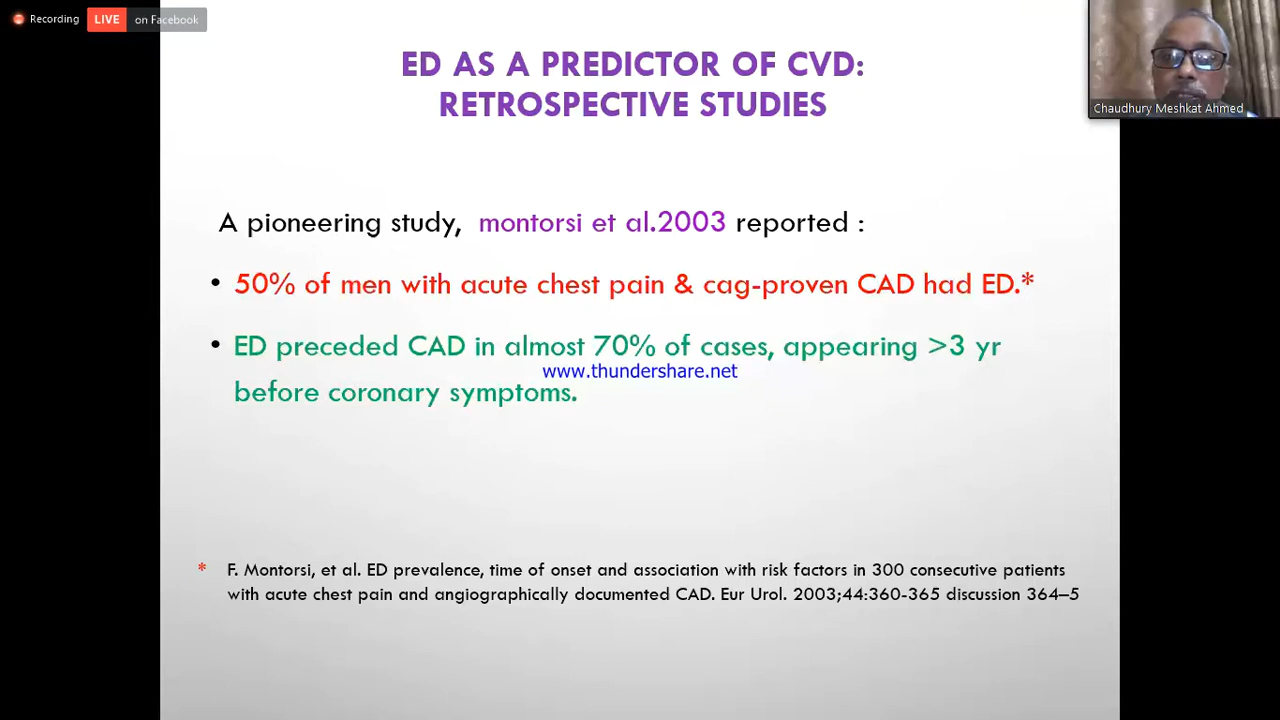 Recording LIVE on Facebook
ED AS A PREDICTOR OF CVD:
RETROSPECTIVE STUDIES
Chaudhury Meshkat Ahmed
A pioneering study, montorsi et al.2003 reported :
• 50% of men with acute chest pain & cag-proven CAD had ED.*
• ED preceded CAD in almost 70% of cases, appearing >3 yr
www.thundershare.net
before coronary symptoms.
* F. Montorsi, et al. ED prevalence, time of onset and association with risk factors in 300 consecutive patients
with acute chest pain and angiographically documented CAD. Eur Urol. 2003;44:360-365 discussion 364–5